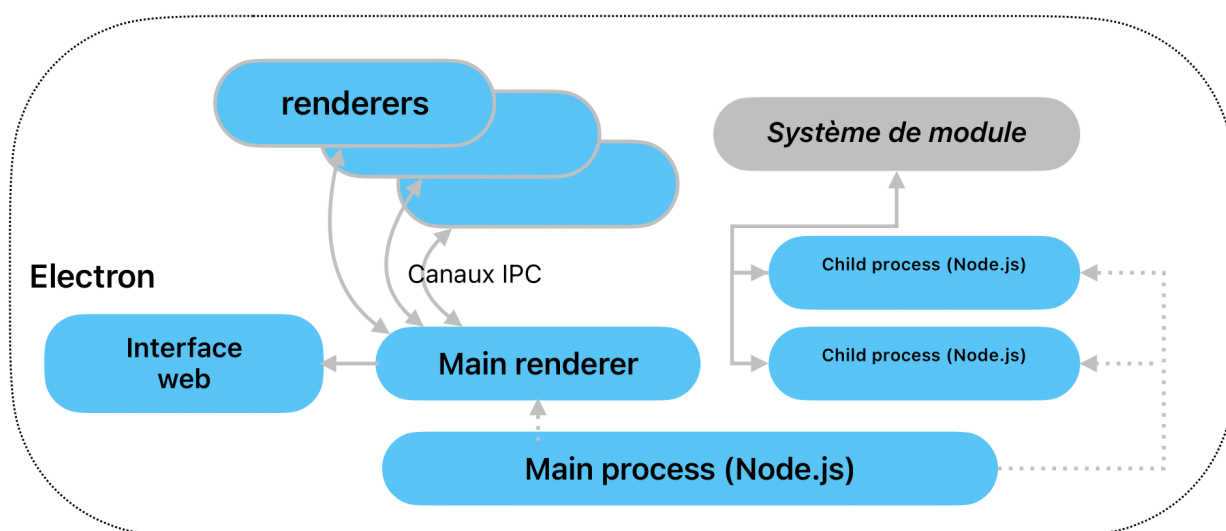 renderers
Système de module
Canaux IPC
Electron
Child process (Node.js)
Interface
web
Main renderer
Child process (Node.js)
Main process (Node.js)